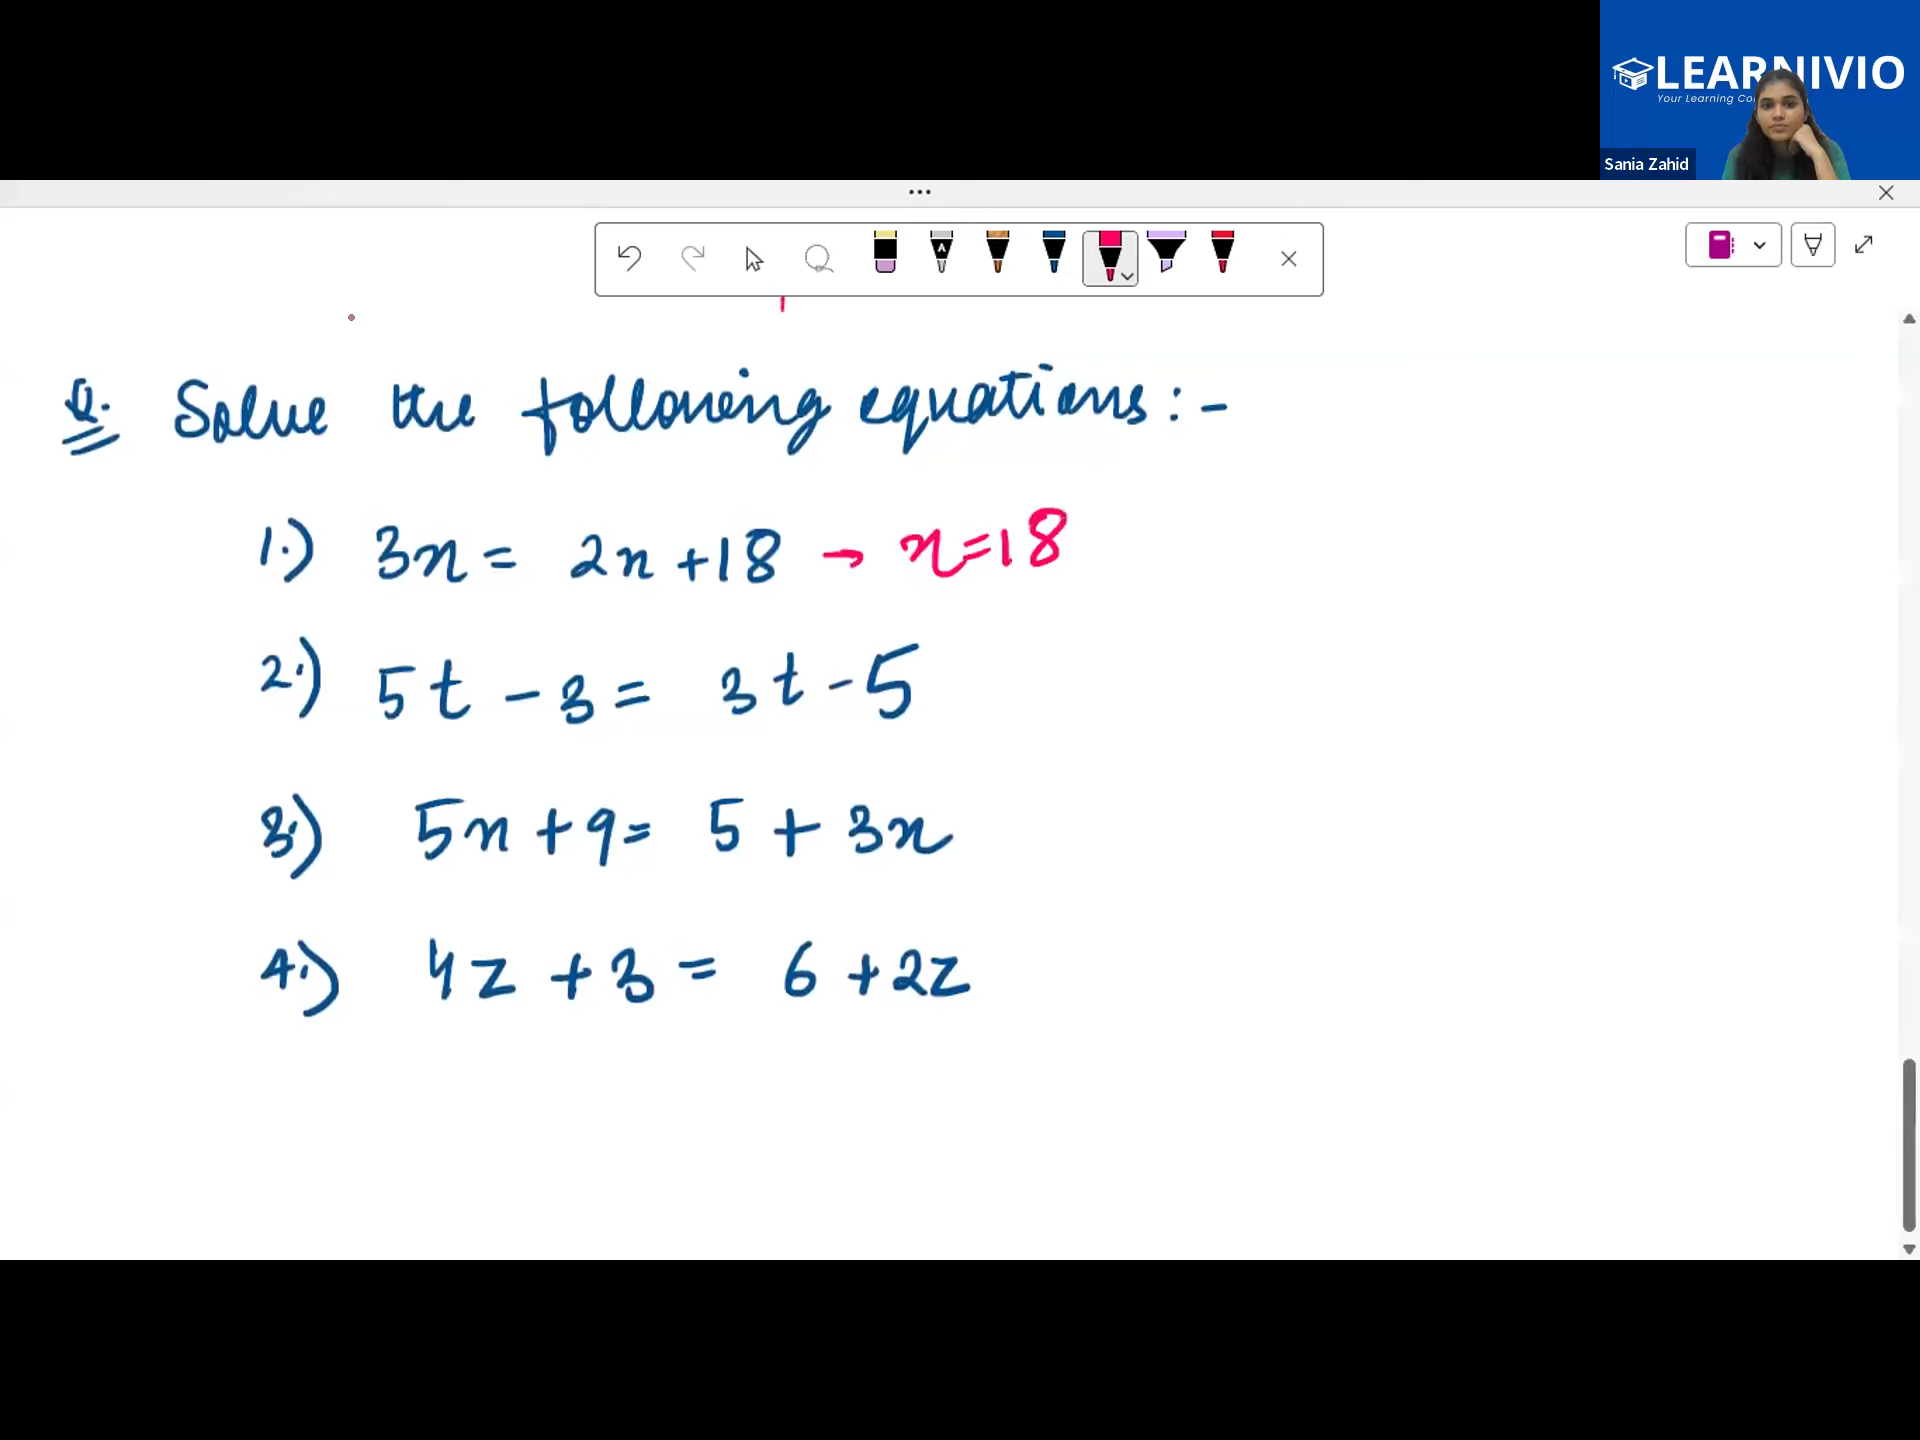 LEARNIVIO
Your Learning Co
Sania Zahid
Q. Solve the following equations :-
1.) 3x = 2x + 18 → x = 18
2.) 5t - 3 = 3t - 5
3.) 5x + 9 = 5 + 3x
4.) 4z + 3 = 6 + 2z